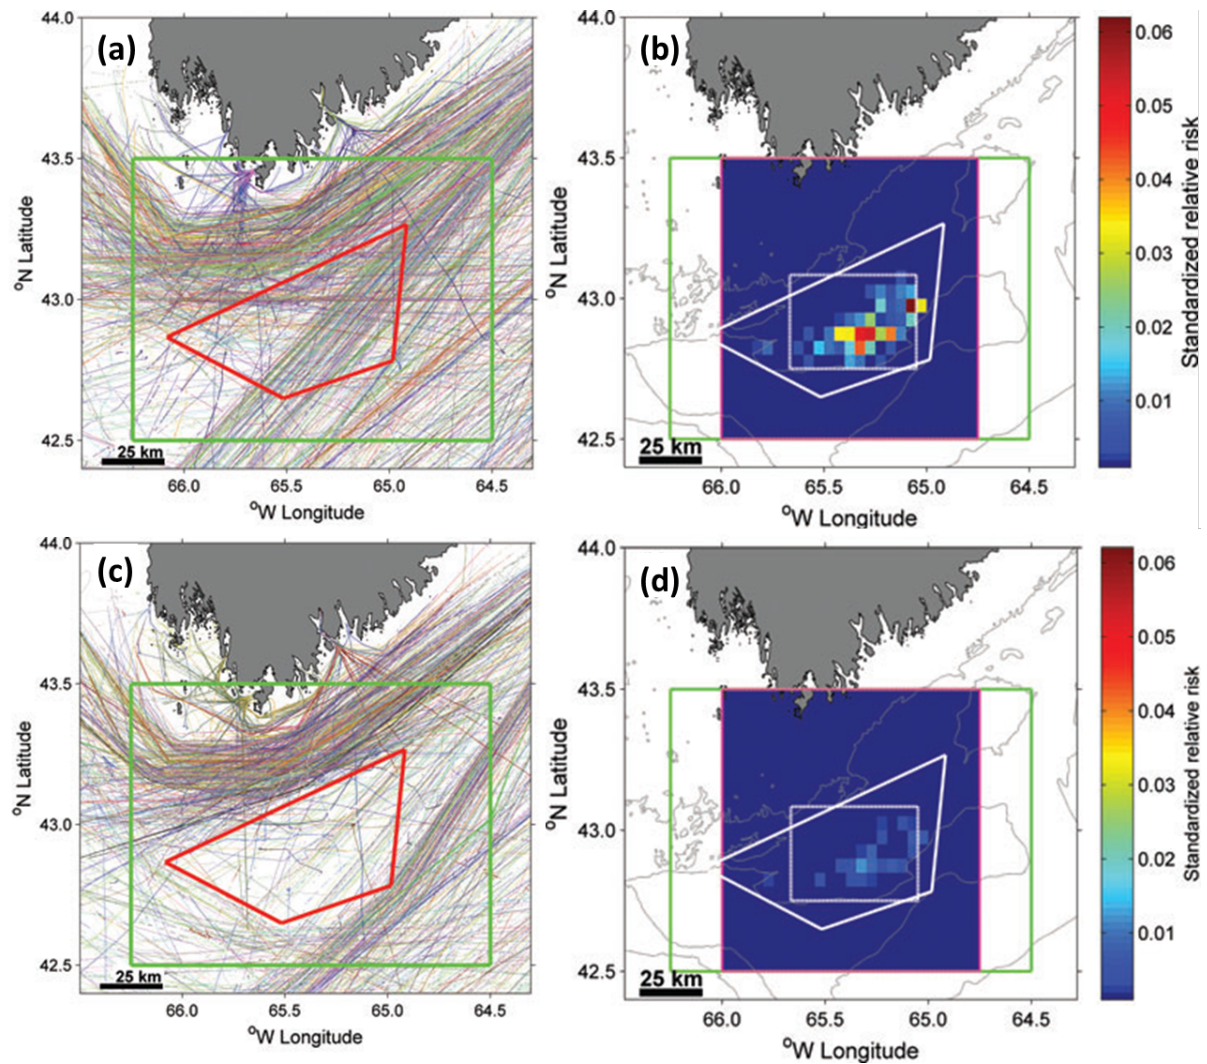 (a)
44.0
43.5
43.0
42.5
°N Latitude
25 km
66.0 65.5 65.0 64.5
°W Longitude
(b)
44.0
43.5
43.0
42.5
°N Latitude
25 km
66.0 65.5 65.0 64.5
°W Longitude
0.06
0.05
0.04
0.03
0.02
0.01
Standardized relative risk
(c)
44.0
43.5
43.0
42.5
°N Latitude
25 km
66.0 65.5 65.0 64.5
°W Longitude
(d)
44.0
43.5
43.0
42.5
°N Latitude
25 km
66.0 65.5 65.0 64.5
°W Longitude
0.06
0.05
0.04
0.03
0.02
0.01
Standardized relative risk